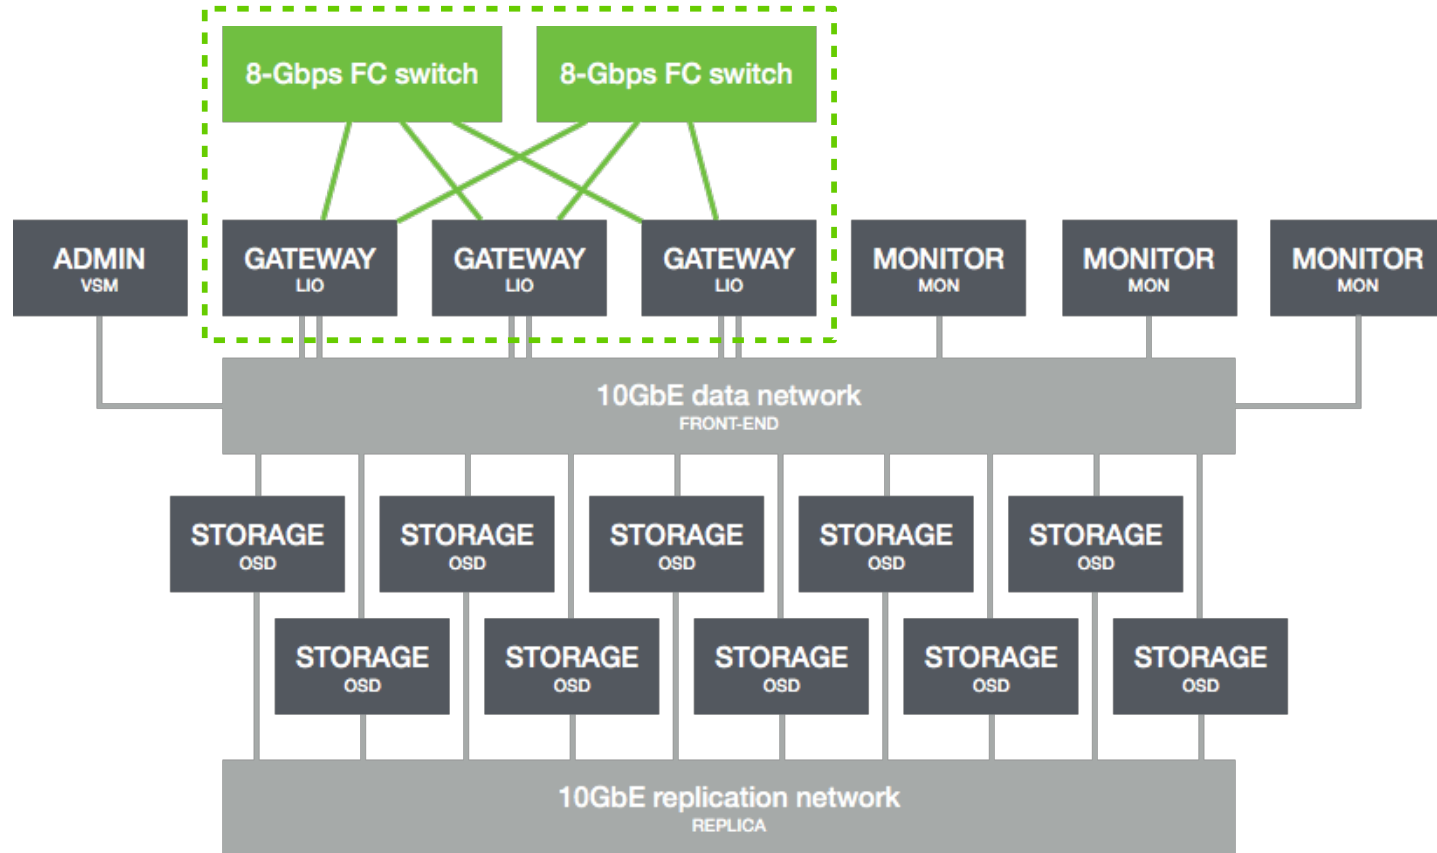 8-Gbps FC switch
8-Gbps FC switch
ADMIN
VSM
GATEWAY
LIO
GATEWAY
LIO
GATEWAY
LIO
MONITOR
MON
MONITOR
MON
MONITOR
MON
10GbE data network
FRONT-END
STORAGE
OSD
STORAGE
OSD
STORAGE
OSD
STORAGE
OSD
STORAGE
OSD
STORAGE
OSD
STORAGE
OSD
STORAGE
OSD
STORAGE
OSD
STORAGE
OSD
10GbE replication network
REPLICA